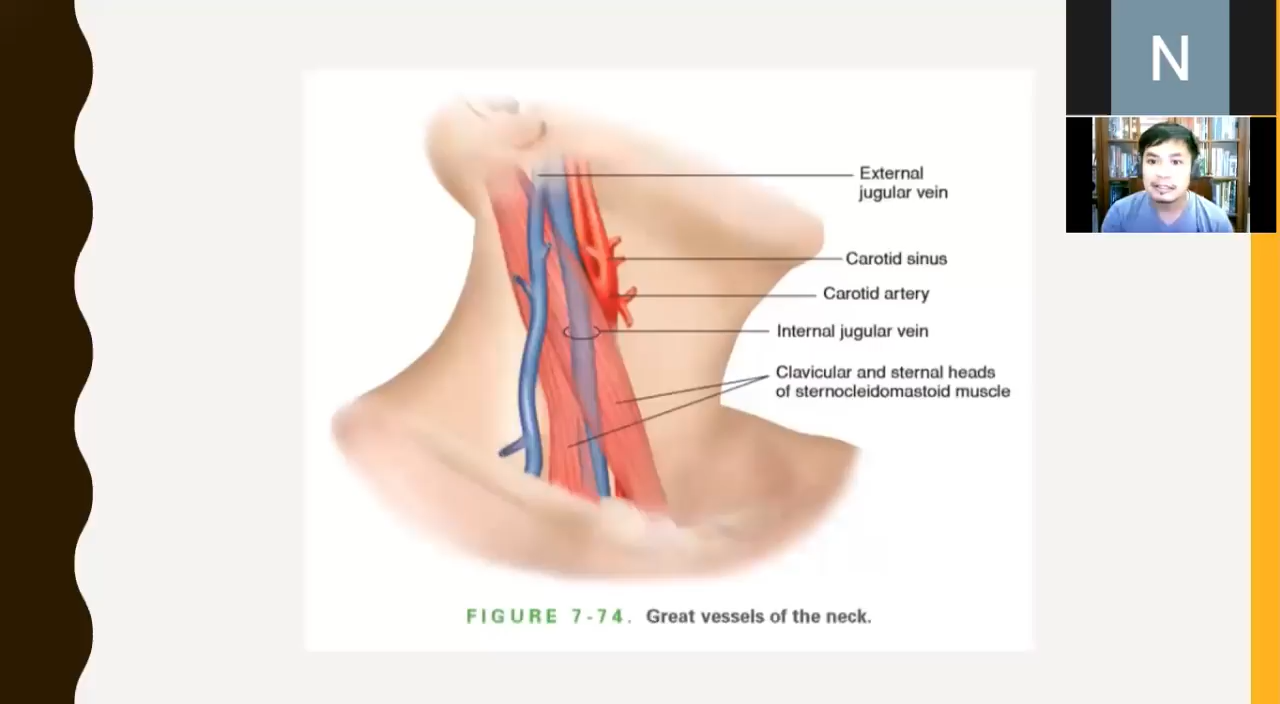 N
External
jugular vein
Carotid sinus
Carotid artery
Internal jugular vein
Clavicular and sternal heads
of sternocleidomastoid muscle
FIGURE 7-74. Great vessels of the neck.